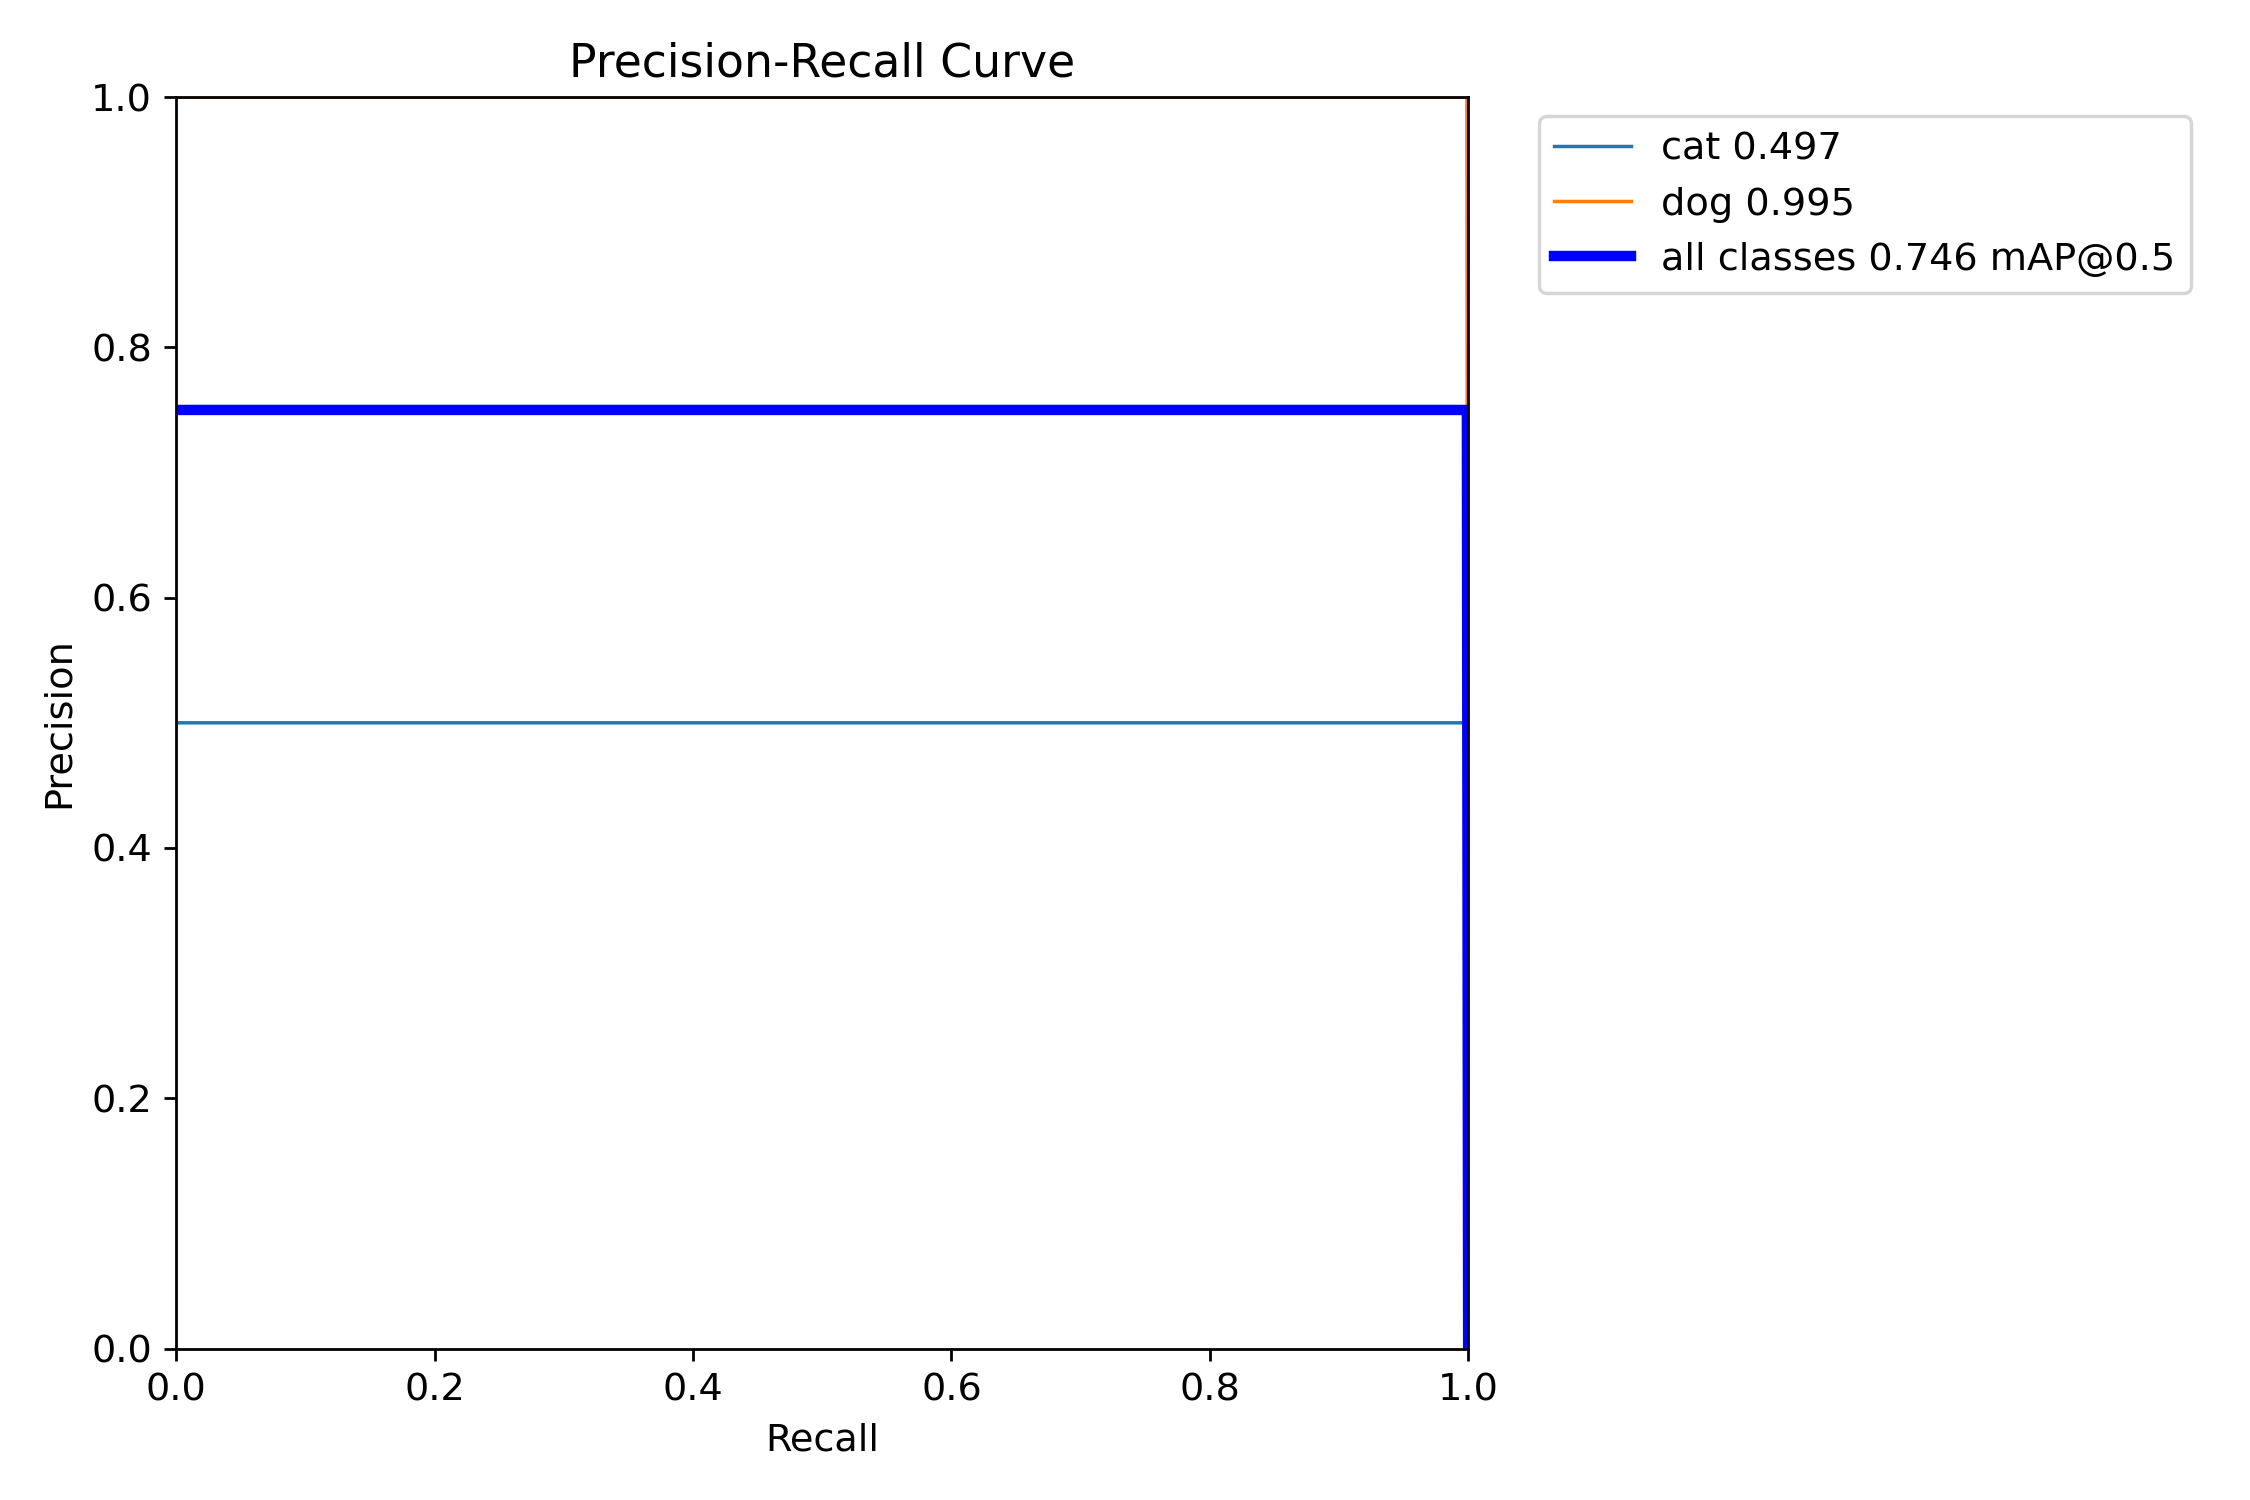 Precision-Recall Curve
cat 0.497
dog 0.995
all classes 0.746 mAP@0.5
1.0
0.8
0.6
0.4
0.2
0.0
Precision
0.0 0.2 0.4 0.6 0.8 1.0
Recall